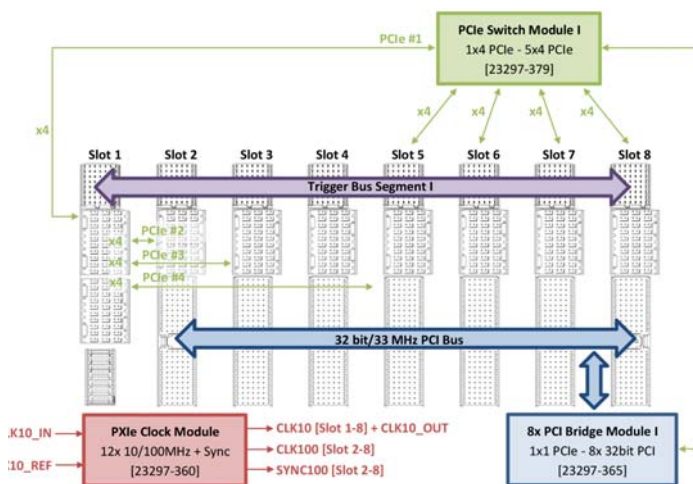 PCIe #1
PCIe Switch Module I
1x4 PCIe - 5x4 PCIe
[23297-379]
x4
x4
x4
x4
x4
Slot 1
Slot 2
Slot 3
Slot 4
Slot 5
Slot 6
Slot 7
Slot 8
Trigger Bus Segment I
x4
PCIe #2
x4
PCIe #3
x4
PCIe #4
32 bit/33 MHz PCI Bus
LK10_IN
K10_REF
PXIe Clock Module
12x 10/100MHz + Sync
[23297-360]
CLK10 [Slot 1-8] + CLK10_OUT
CLK100 [Slot 2-8]
SYNC100 [Slot 2-8]
8x PCI Bridge Module I
1x1 PCIe - 8x 32bit PCI
[23297-365]